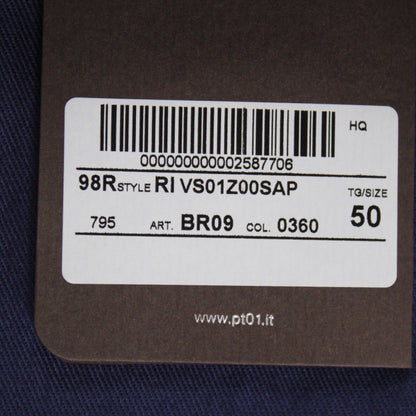 HQ
000000000002587706
98R STYLE RI VS01Z00SAP TG/SIZE
795 ART. BR09 COL. 0360 50
www.pt01.it